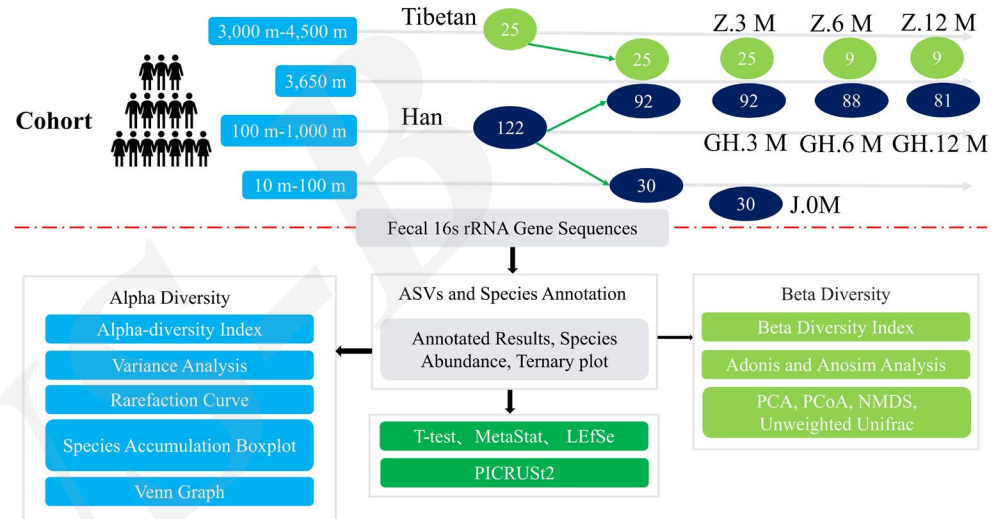 Tibetan
Z.3 M Z.6 M Z.12 M
3,000 m-4,500 m
25
25 25 9 9
3,650 m
92 92 88 81
Cohort
Han
100 m-1,000 m
122
GH.3 M GH.6 M GH.12 M
10 m-100 m
30
30 J.0M
Fecal 16s rRNA Gene Sequences
Alpha Diversity
Alpha-diversity Index
Variance Analysis
Rarefaction Curve
Species Accumulation Boxplot
Venn Graph
ASVs and Species Annotation
Annotated Results, Species
Abundance, Ternary plot
T-test、MetaStat、LEfSe
PICRUSt2
Beta Diversity
Beta Diversity Index
Adonis and Anosim Analysis
PCA, PCoA, NMDS,
Unweighted Unifrac